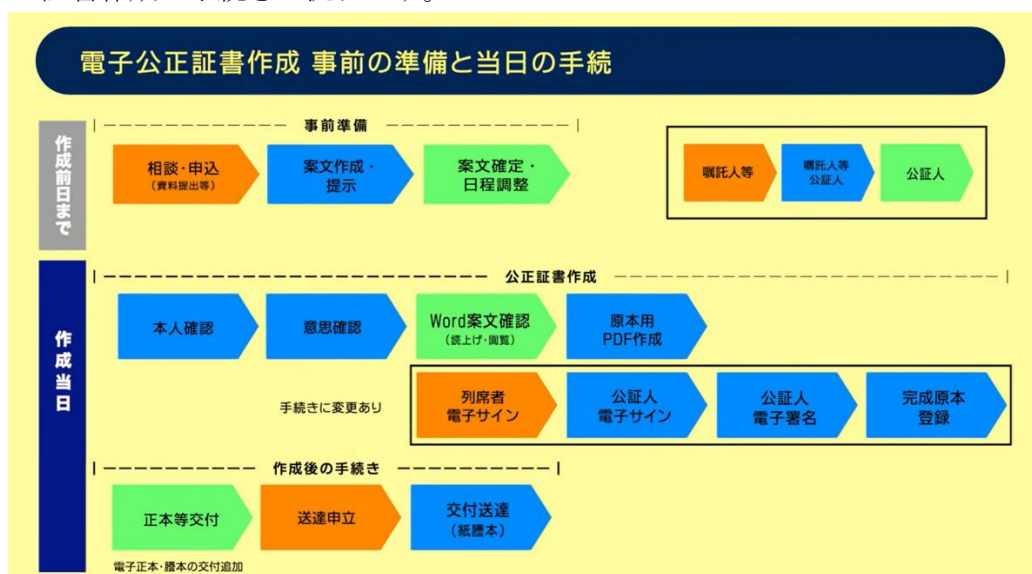 電子公正証書作成 事前の準備と当日の手続
作成前日まで
事前準備
相談・申込
(資料提出等)
案文作成・
提示
案文確定・
日程調整
嘱託人等
嘱託人等
公証人
公証人
作成当日
公正証書作成
本人確認
意思確認
Word案文確認
(読上げ・閲覧)
原本用
PDF作成
手続きに変更あり
列席者
電子サイン
公証人
電子サイン
公証人
電子署名
完成原本
登録
作成後の手続き
正本等交付
送達申立
交付送達
(紙謄本)
電子正本・謄本の交付追加